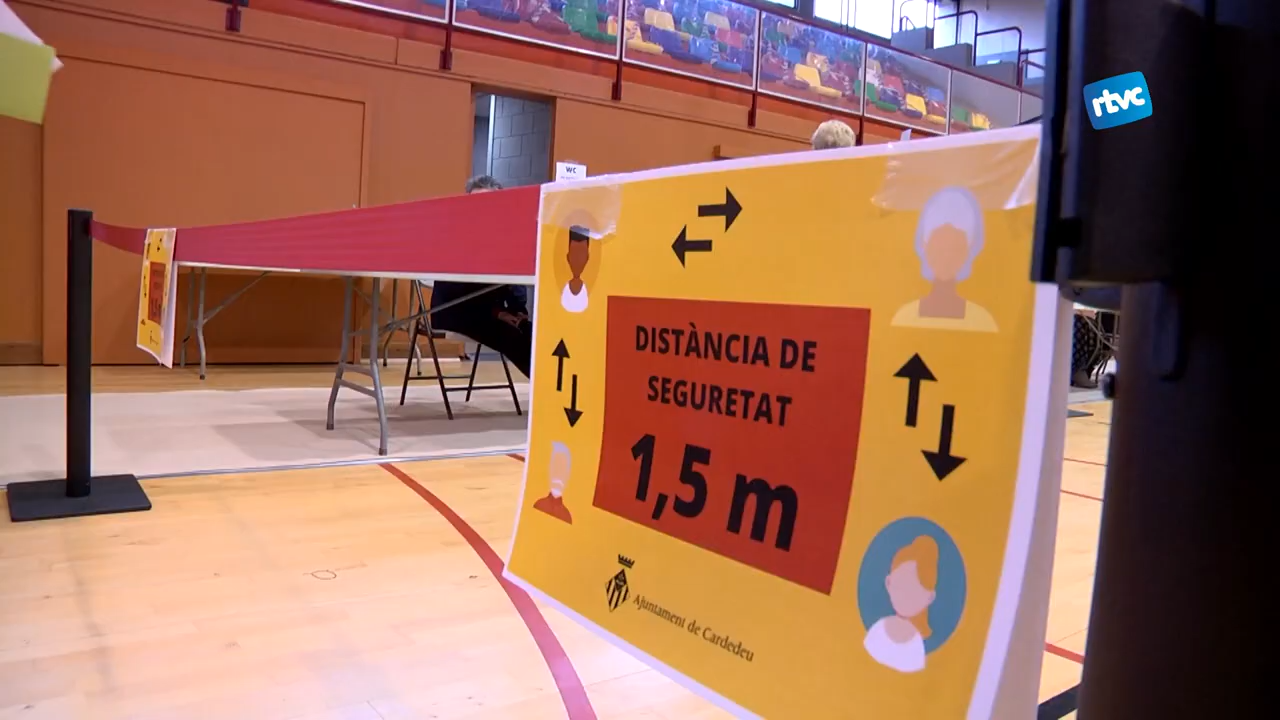 rtvc
WC
DISTÀNCIA DE
SEGURETAT
1,5 m
Ajuntament de Cardedeu